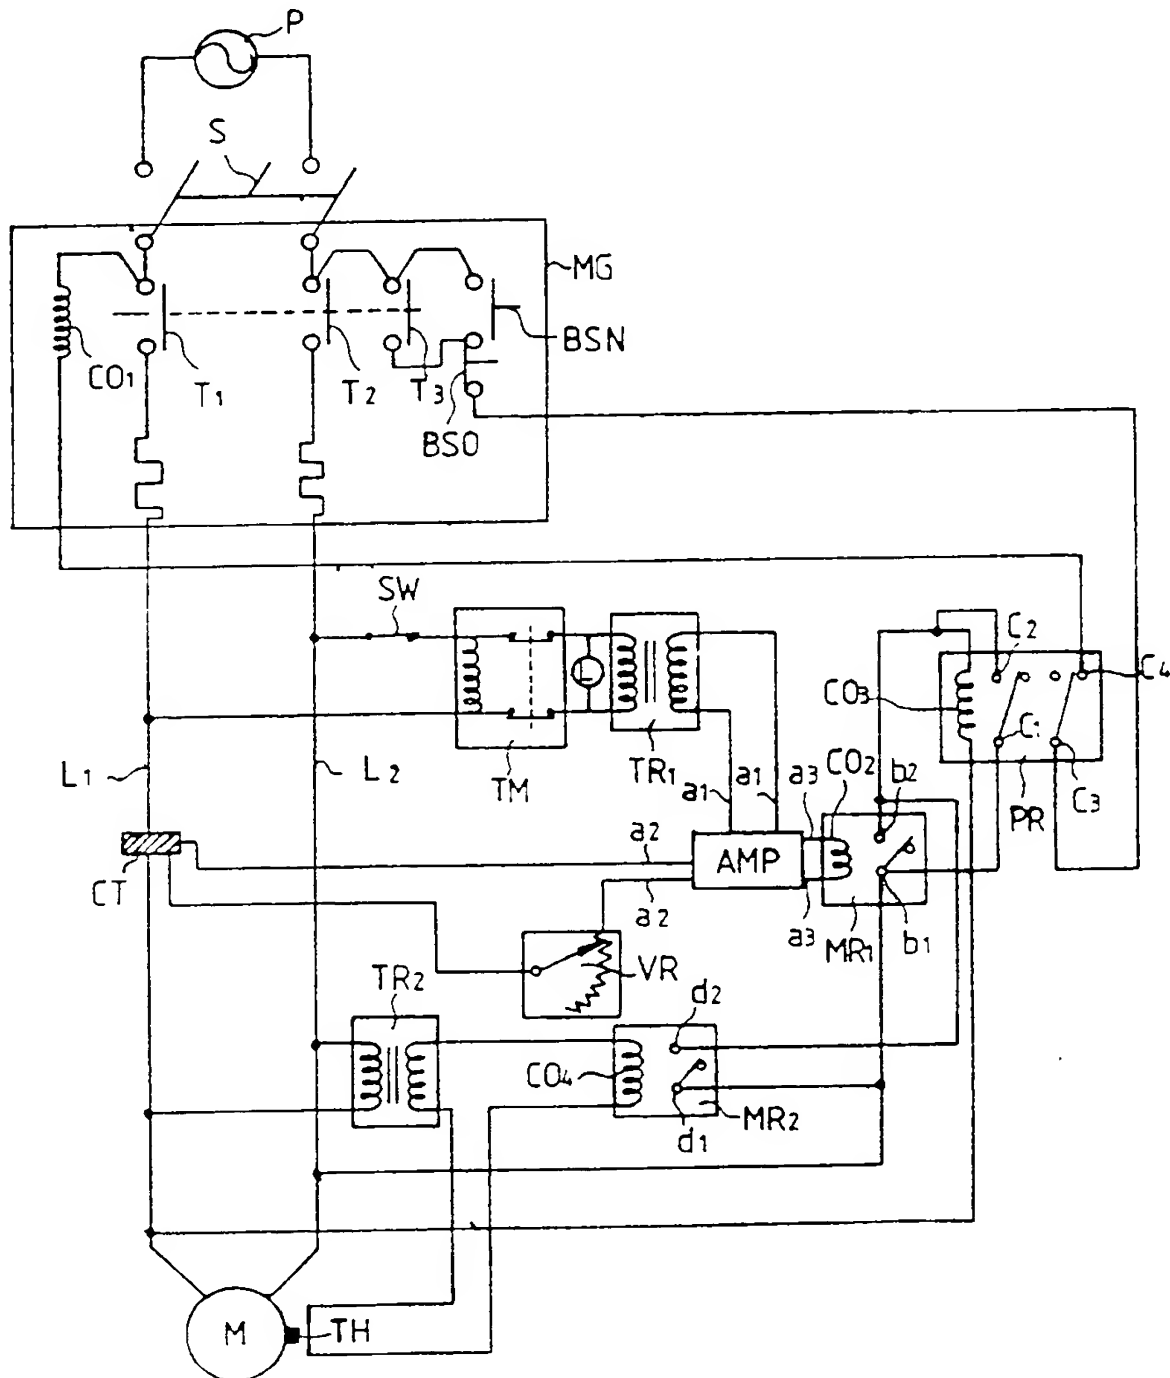 P
S
MG
BSN
CO1
T1
T2
T3
BSO
SW
C2
C4
CO3
L
C1
L1
L2
TM
TR1
a1
a1
a3
CO2
b2
PR
C3
a2
AMP
CT
a2
a3
MR1
b1
VR
TR2
d2
CO4
MR2
d1
M
TH